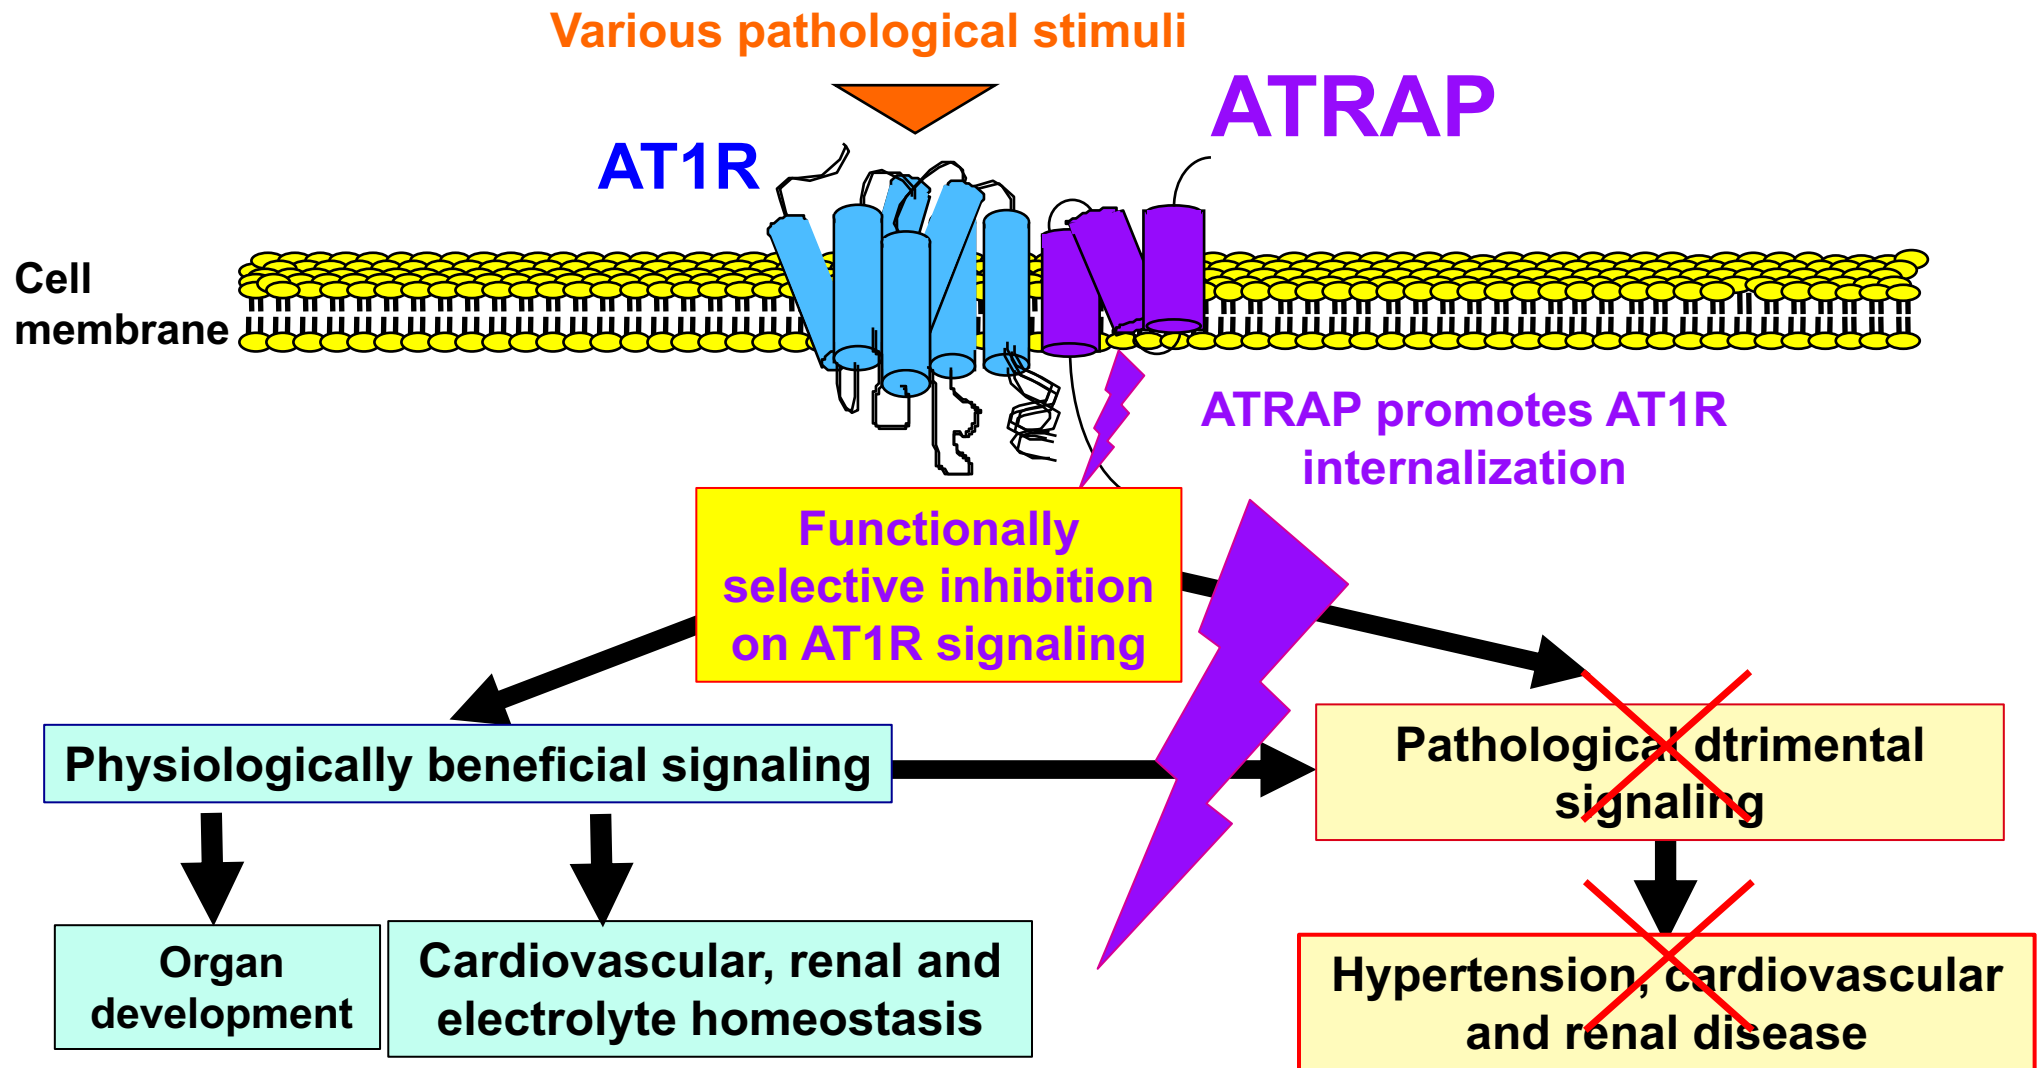 Various pathological stimuli
ATRAP
AT1R
Cell
membrane
ATRAP promotes AT1R
internalization
Functionally
selective inhibition
on AT1R signaling
Physiologically beneficial signaling
Pathological dtrimental
signaling
Organ
development
Cardiovascular, renal and
electrolyte homeostasis
Hypertension, cardiovascular
and renal disease